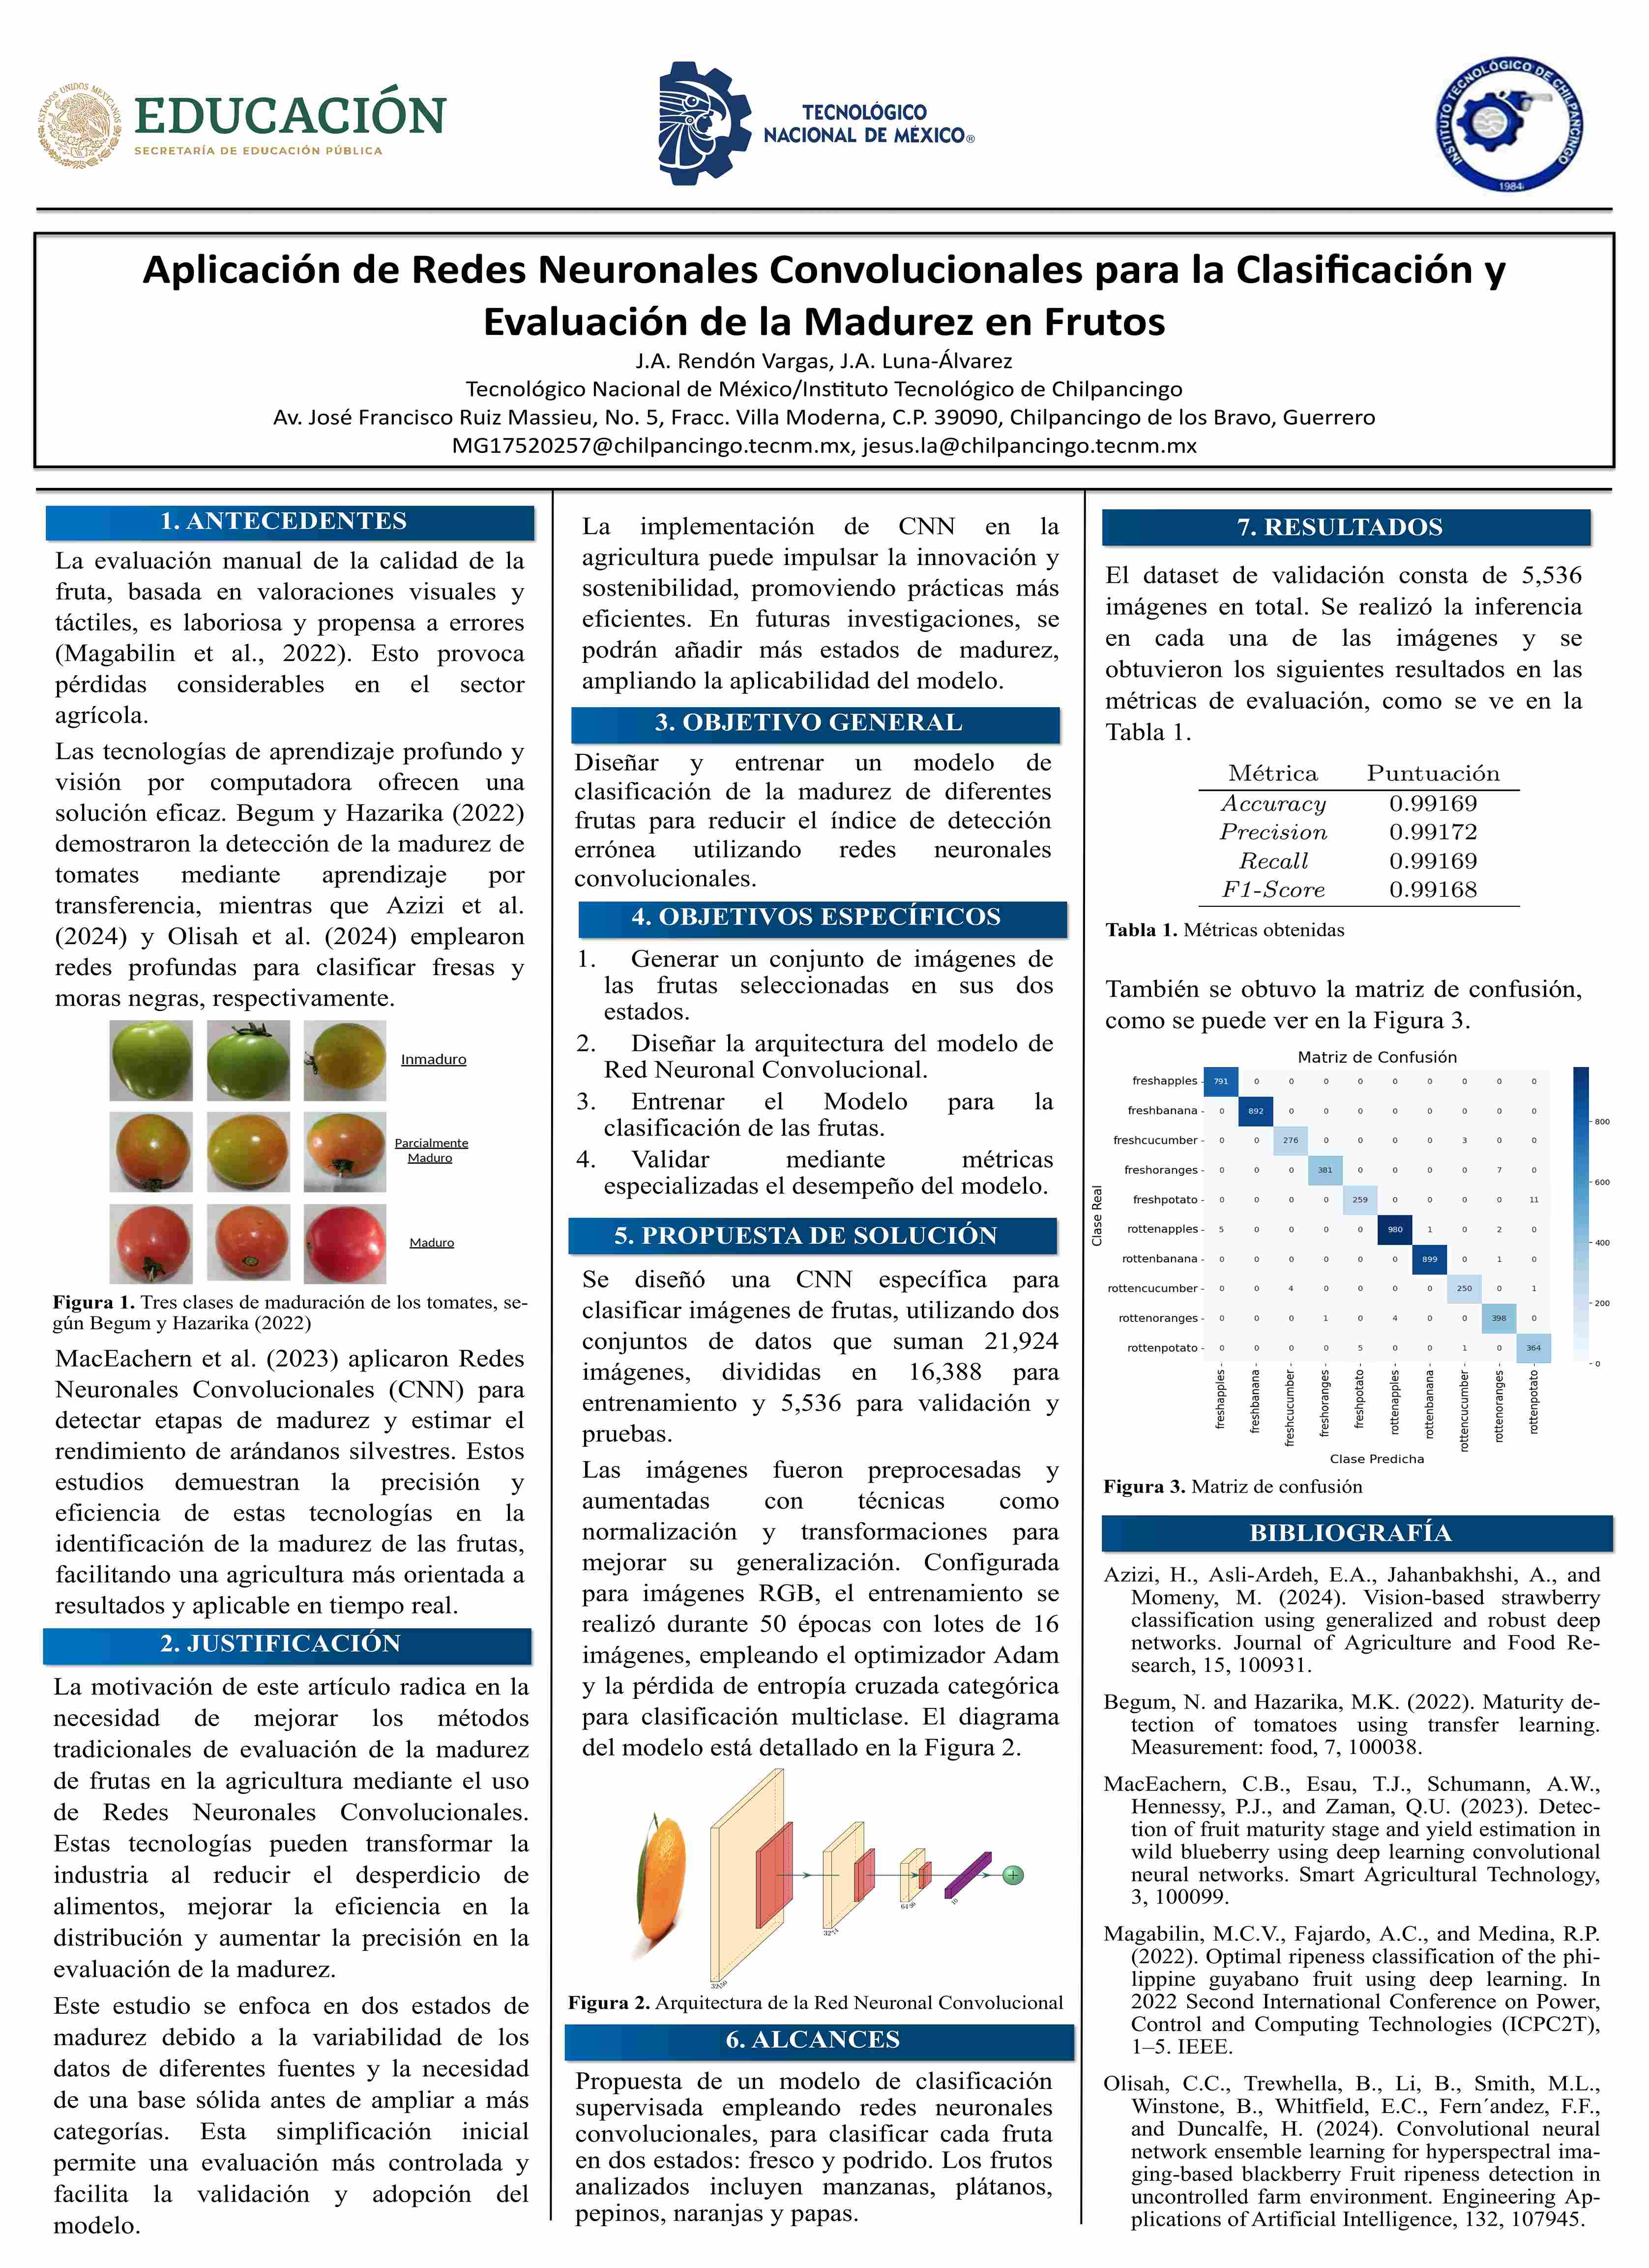 ESTADOS UNIDOS MEXICANOS
EDUCACIÓN
SECRETARÍA DE EDUCACIÓN PÚBLICA
TECNOLÓGICO
NACIONAL DE MÉXICO®
INSTITUTO TECNOLÓGICO DE CHILPANCINGO
1984
Aplicación de Redes Neuronales Convolucionales para la Clasificación y
Evaluación de la Madurez en Frutos
J.A. Rendón Vargas, J.A. Luna-Álvarez
Tecnológico Nacional de México/Instituto Tecnológico de Chilpancingo
Av. José Francisco Ruiz Massieu, No. 5, Fracc. Villa Moderna, C.P. 39090, Chilpancingo de los Bravo, Guerrero
MG17520257@chilpancingo.tecnm.mx, jesus.la@chilpancingo.tecnm.mx
1. ANTECEDENTES
La evaluación manual de la calidad de la
fruta, basada en valoraciones visuales y
táctiles, es laboriosa y propensa a errores
(Magabilin et al., 2022). Esto provoca
pérdidas considerables en el sector
agrícola.
Las tecnologías de aprendizaje profundo y
visión por computadora ofrecen una
solución eficaz. Begum y Hazarika (2022)
demostraron la detección de la madurez de
tomates mediante aprendizaje por
transferencia, mientras que Azizi et al.
(2024) y Olisah et al. (2024) emplearon
redes profundas para clasificar fresas y
moras negras, respectivamente.
Inmaduro
Parcialmente
Maduro
Maduro
Figura 1. Tres clases de maduración de los tomates, se-
gún Begum y Hazarika (2022)
MacEachern et al. (2023) aplicaron Redes
Neuronales Convolucionales (CNN) para
detectar etapas de madurez y estimar el
rendimiento de arándanos silvestres. Estos
estudios demuestran la precisión y
eficiencia de estas tecnologías en la
identificación de la madurez de las frutas,
facilitando una agricultura más orientada a
resultados y aplicable en tiempo real.
2. JUSTIFICACIÓN
La motivación de este artículo radica en la
necesidad de mejorar los métodos
tradicionales de evaluación de la madurez
de frutas en la agricultura mediante el uso
de Redes Neuronales Convolucionales.
Estas tecnologías pueden transformar la
industria al reducir el desperdicio de
alimentos, mejorar la eficiencia en la
distribución y aumentar la precisión en la
evaluación de la madurez.
Este estudio se enfoca en dos estados de
madurez debido a la variabilidad de los
datos de diferentes fuentes y la necesidad
de una base sólida antes de ampliar a más
categorías. Esta simplificación inicial
permite una evaluación más controlada y
facilita la validación y adopción del
modelo.
La implementación de CNN en la
agricultura puede impulsar la innovación y
sostenibilidad, promoviendo prácticas más
eficientes. En futuras investigaciones, se
podrán añadir más estados de madurez,
ampliando la aplicabilidad del modelo.
3. OBJETIVO GENERAL
Diseñar y entrenar un modelo de
clasificación de la madurez de diferentes
frutas para reducir el índice de detección
errónea utilizando redes neuronales
convolucionales.
4. OBJETIVOS ESPECÍFICOS
1. Generar un conjunto de imágenes de
las frutas seleccionadas en sus dos
estados.
2. Diseñar la arquitectura del modelo de
Red Neuronal Convolucional.
3. Entrenar el Modelo para la
clasificación de las frutas.
4. Validar mediante métricas
especializadas el desempeño del modelo.
5. PROPUESTA DE SOLUCIÓN
Se diseñó una CNN específica para
clasificar imágenes de frutas, utilizando dos
conjuntos de datos que suman 21,924
imágenes, divididas en 16,388 para
entrenamiento y 5,536 para validación y
pruebas.
Las imágenes fueron preprocesadas y
aumentadas con técnicas como
normalización y transformaciones para
mejorar su generalización. Configurada
para imágenes RGB, el entrenamiento se
realizó durante 50 épocas con lotes de 16
imágenes, empleando el optimizador Adam
y la pérdida de entropía cruzada categórica
para clasificación multiclase. El diagrama
del modelo está detallado en la Figura 2.
Figura 2. Arquitectura de la Red Neuronal Convolucional
6. ALCANCES
Propuesta de un modelo de clasificación
supervisada empleando redes neuronales
convolucionales, para clasificar cada fruta
en dos estados: fresco y podrido. Los frutos
analizados incluyen manzanas, plátanos,
pepinos, naranjas y papas.
7. RESULTADOS
El dataset de validación consta de 5,536
imágenes en total. Se realizó la inferencia
en cada una de las imágenes y se
obtuvieron los siguientes resultados en las
métricas de evaluación, como se ve en la
Tabla 1.
Métrica Puntuación
Accuracy 0.99169
Precision 0.99172
Recall 0.99169
F1-Score 0.99168
Tabla 1. Métricas obtenidas
También se obtuvo la matriz de confusión,
como se puede ver en la Figura 3.
Matriz de Confusión
Clase Real
freshapples 791 0 0 0 0 0 0 0 0 0
freshbanana 0 892 0 0 0 0 0 0 0 0
freshcucumber 0 0 276 0 0 0 0 3 0 0
freshoranges 0 0 0 381 0 0 0 0 7 0
freshpotato 0 0 0 0 259 0 0 0 0 11
rottenapples 5 0 0 0 0 980 1 0 2 0
rottenbanana 0 0 0 0 0 0 899 0 1 0
rottencucumber 0 0 4 0 0 0 0 250 0 1
rottenoranges 0 0 0 1 0 4 0 0 398 0
rottenpotato 0 0 0 0 5 0 0 1 0 364
800
600
400
200
0
freshapples freshbanana freshcucumber freshoranges freshpotato rottenapples rottenbanana rottencucumber rottenoranges rottenpotato
Clase Predicha
Figura 3. Matriz de confusión
BIBLIOGRAFÍA
Azizi, H., Asli-Ardeh, E.A., Jahanbakhshi, A., and
Momeny, M. (2024). Vision-based strawberry
classification using generalized and robust deep
networks. Journal of Agriculture and Food Re-
search, 15, 100931.
Begum, N. and Hazarika, M.K. (2022). Maturity de-
tection of tomatoes using transfer learning.
Measurement: food, 7, 100038.
MacEachern, C.B., Esau, T.J., Schumann, A.W.,
Hennessy, P.J., and Zaman, Q.U. (2023). Detec-
tion of fruit maturity stage and yield estimation in
wild blueberry using deep learning convolutional
neural networks. Smart Agricultural Technology,
3, 100099.
Magabilin, M.C.V., Fajardo, A.C., and Medina, R.P.
(2022). Optimal ripeness classification of the phi-
lippine guyabano fruit using deep learning. In
2022 Second International Conference on Power,
Control and Computing Technologies (ICPC2T),
1–5. IEEE.
Olisah, C.C., Trewhella, B., Li, B., Smith, M.L.,
Winstone, B., Whitfield, E.C., Fern´andez, F.F.,
and Duncalfe, H. (2024). Convolutional neural
network ensemble learning for hyperspectral ima-
ging-based blackberry Fruit ripeness detection in
uncontrolled farm environment. Engineering Ap-
plications of Artificial Intelligence, 132, 107945.